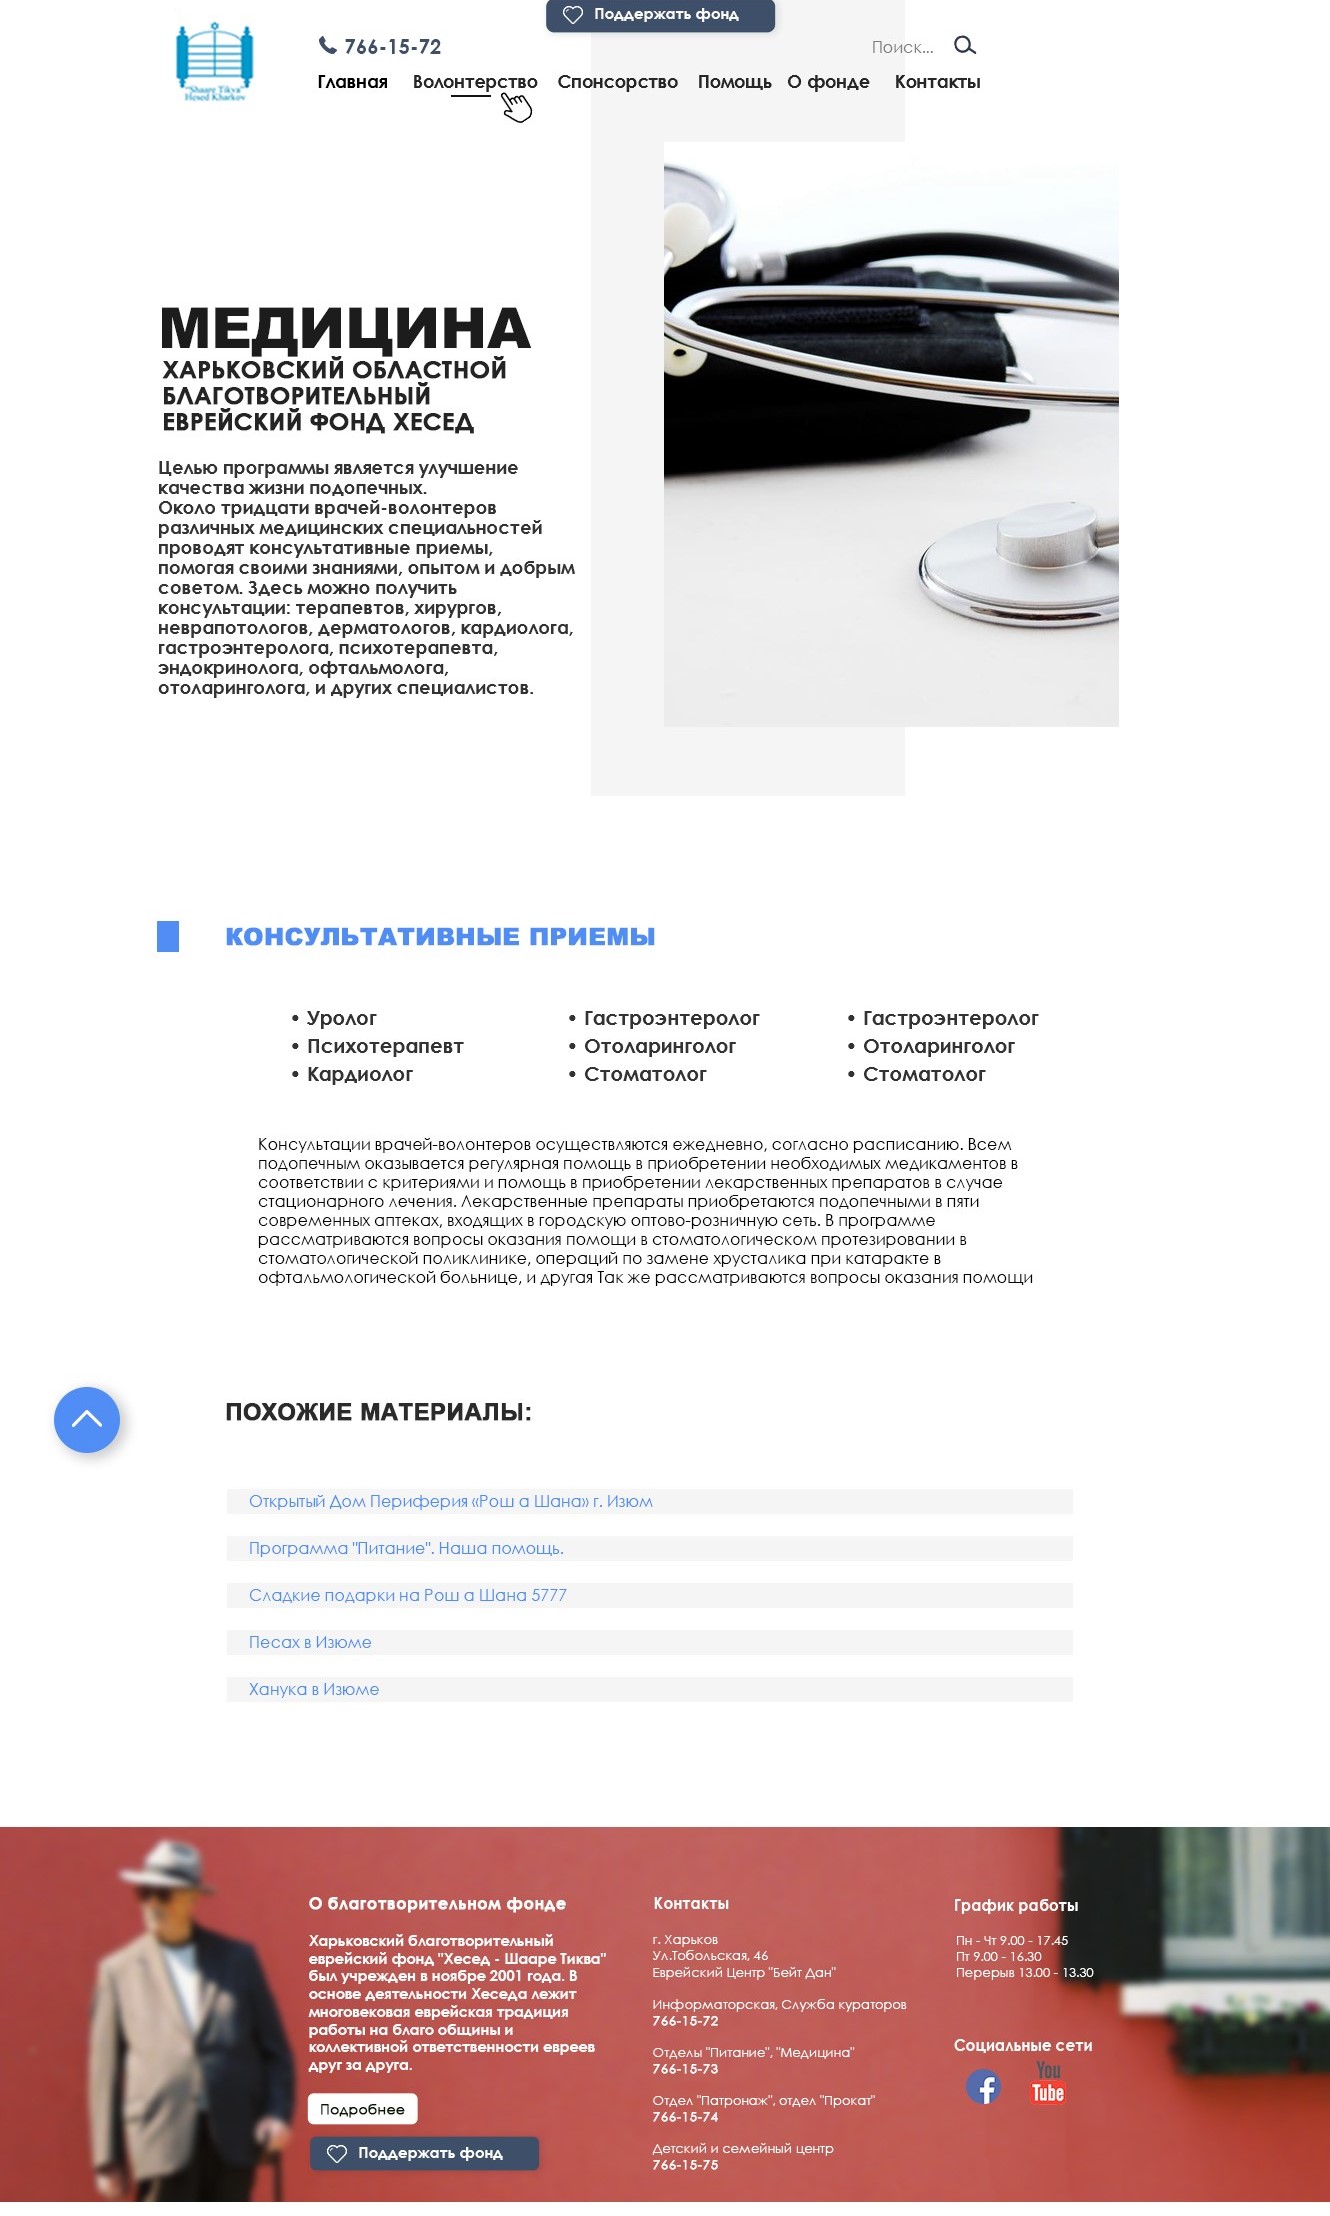 Поддержать фонд
"Shaare Tikva"
Hesed Kharkov
766-15-72
Поиск...
Главная Волонтерство Спонсорство Помощь О фонде Контакты
МЕДИЦИНА
ХАРЬКОВСКИЙ ОБЛАСТНОЙ
БЛАГОТВОРИТЕЛЬНЫЙ
ЕВРЕЙСКИЙ ФОНД ХЕСЕД
Целью программы является улучшение
качества жизни подопечных.
Около тридцати врачей-волонтеров
различных медицинских специальностей
проводят консультативные приемы,
помогая своими знаниями, опытом и добрым
советом. Здесь можно получить
консультации: терапевтов, хирургов,
неврапотологов, дерматологов, кардиолога,
гастроэнтеролога, психотерапевта,
эндокринолога, офтальмолога,
отоларинголога, и других специалистов.
КОНСУЛЬТАТИВНЫЕ ПРИЕМЫ
• Уролог
• Психотерапевт
• Кардиолог
• Гастроэнтеролог
• Отоларинголог
• Стоматолог
• Гастроэнтеролог
• Отоларинголог
• Стоматолог
Консультации врачей-волонтеров осуществляются ежедневно, согласно расписанию. Всем
подопечным оказывается регулярная помощь в приобретении необходимых медикаментов в
соответствии с критериями и помощь в приобретении лекарственных препаратов в случае
стационарного лечения. Лекарственные препараты приобретаются подопечными в пяти
современных аптеках, входящих в городскую оптово-розничную сеть. В программе
рассматриваются вопросы оказания помощи в стоматологическом протезировании в
стоматологической поликлинике, операций по замене хрусталика при катаракте в
офтальмологической больнице, и другая Так же рассматриваются вопросы оказания помощи
ПОХОЖИЕ МАТЕРИАЛЫ:
Открытый Дом Периферия «Рош а Шана» г. Изюм
Программа "Питание". Наша помощь.
Сладкие подарки на Рош а Шана 5777
Песах в Изюме
Ханука в Изюме
О благотворительном фонде
Харьковский благотворительный
еврейский фонд "Хесед - Шааре Тиква"
был учрежден в ноябре 2001 года. В
основе деятельности Хеседа лежит
многовековая еврейская традиция
работы на благо общины и
коллективной ответственности евреев
друг за друга.
Подробнее
Поддержать фонд
Контакты
г. Харьков
Ул.Тобольская, 46
Еврейский Центр "Бейт Дан"
Информаторская, Служба кураторов
766-15-72
Отделы "Питание", "Медицина"
766-15-73
Отдел "Патронаж", отдел "Прокат"
766-15-74
Детский и семейный центр
766-15-75
График работы
Пн - Чт 9.00 - 17.45
Пт 9.00 - 16.30
Перерыв 13.00 - 13.30
Социальные сети
You
Tube